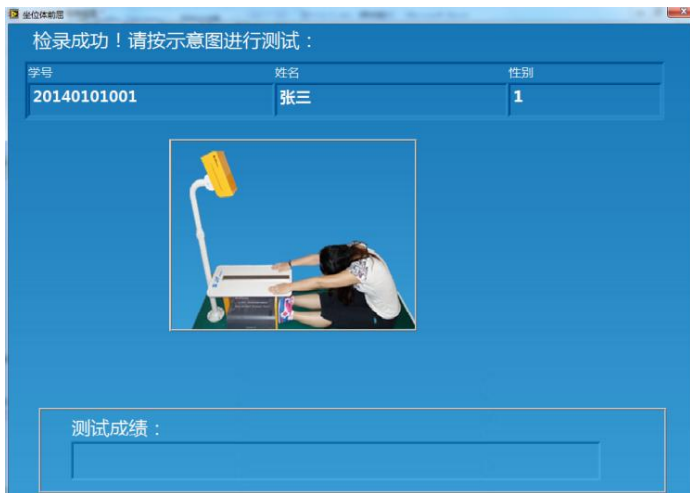 坐位体前屈
检录成功！请按示意图进行测试：
学号 姓名 性别
20140101001 张三 1
测试成绩：